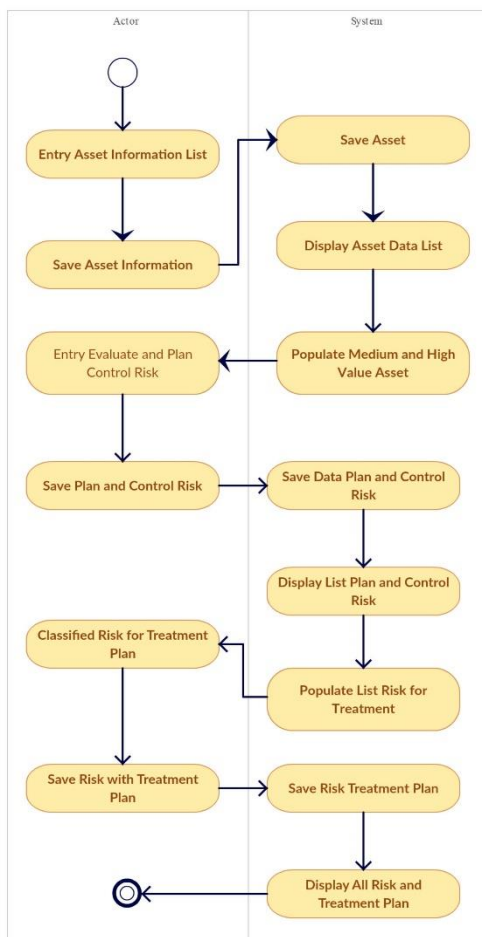 Actor
System
Entry Asset Information List
Save Asset
Save Asset Information
Display Asset Data List
Entry Evaluate and Plan
Control Risk
Populate Medium and High
Value Asset
Save Plan and Control Risk
Save Data Plan and Control
Risk
Display List Plan and Control
Risk
Classified Risk for Treatment
Plan
Populate List Risk for
Treatment
Save Risk with Treatment
Plan
Save Risk Treatment Plan
Display All Risk and
Treatment Plan